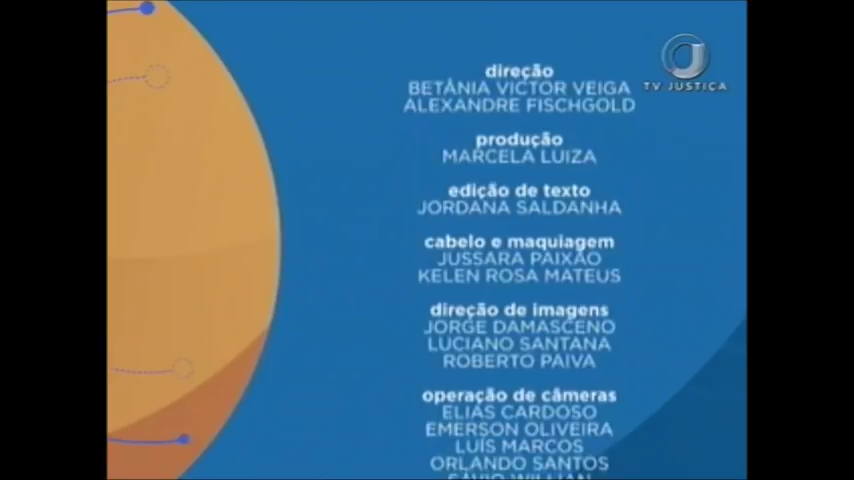 direção
BETÂNIA VICTOR VEIGA
ALEXANDRE FISCHGOLD
TV JUSTIÇA
produção
MARCELA LUIZA
edição de texto
JORDANA SALDANHA
cabelo e maquiagem
JUSSARA PAIXÃO
KELEN ROSA MATEUS
direção de imagens
JORGE DAMASCENO
LUCIANO SANTANA
ROBERTO PAIVA
operação de câmeras
ELIAS CARDOSO
EMERSON OLIVEIRA
LUÍS MARCOS
ORLANDO SANTOS